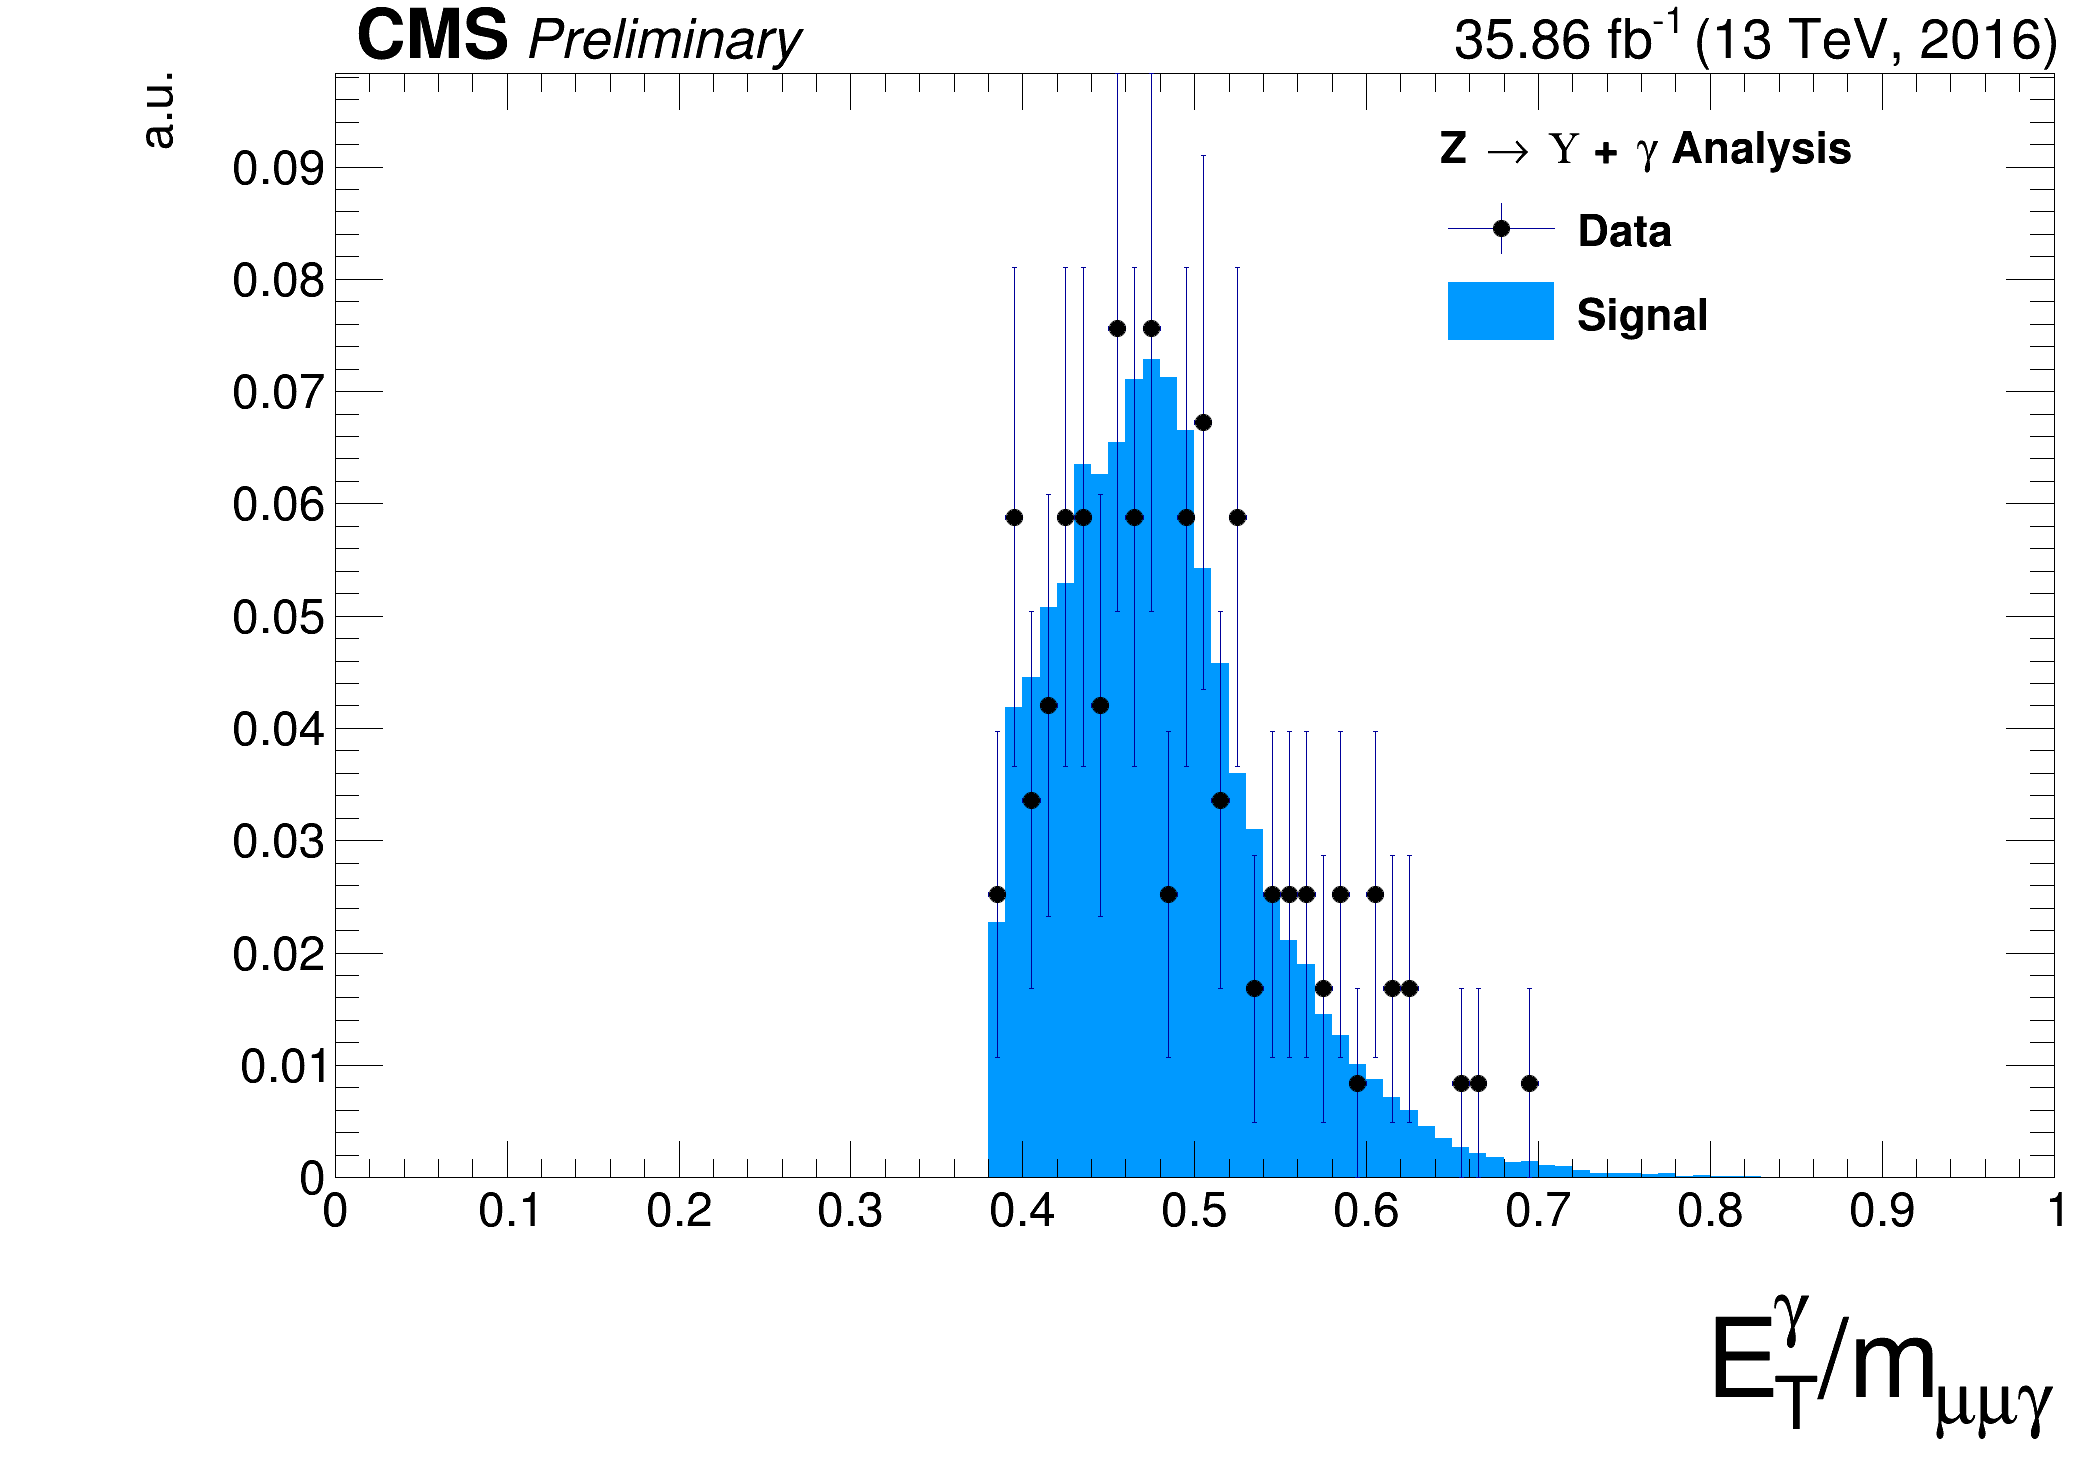 CMS Preliminary 35.86 fb⁻¹ (13 TeV, 2016)
a.u.
Z → Υ + γ Analysis
Data
Signal
0.09
0.08
0.07
0.06
0.05
0.04
0.03
0.02
0.01
0
0 0.1 0.2 0.3 0.4 0.5 0.6 0.7 0.8 0.9 1
E_T^γ/m_μμγ